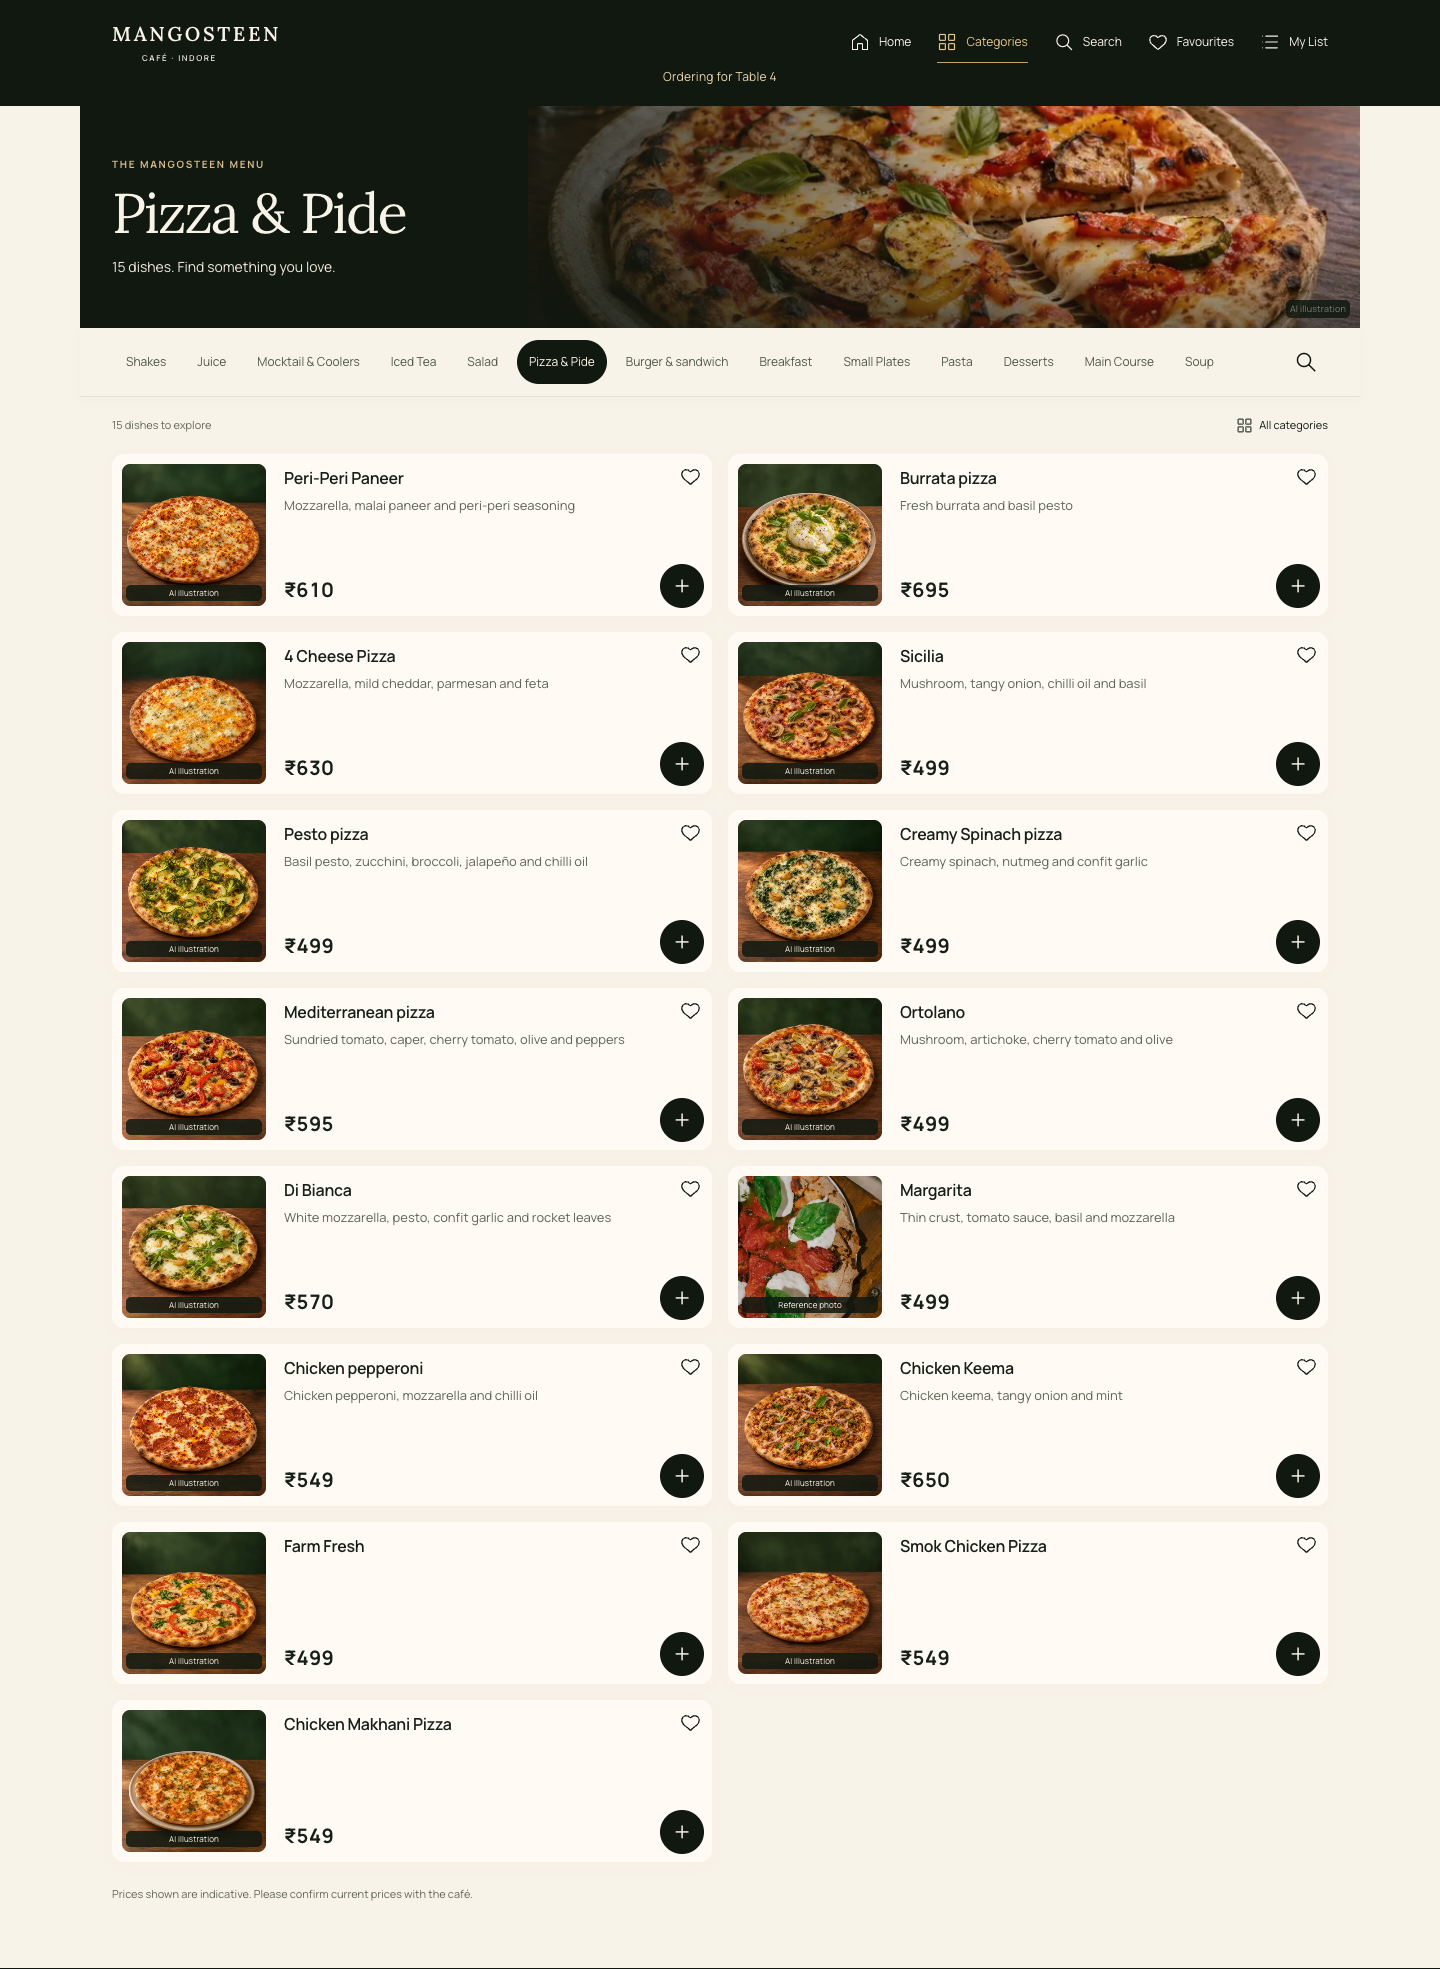 MANGOSTEEN
CAFÉ · INDORE
Home
Categories
Search
Favourites
My List
Ordering for Table 4
THE MANGOSTEEN MENU
Pizza & Pide
15 dishes. Find something you love.
AI illustration
Shakes
Juice
Mocktail & Coolers
Iced Tea
Salad
Pizza & Pide
Burger & sandwich
Breakfast
Small Plates
Pasta
Desserts
Main Course
Soup
15 dishes to explore
All categories
Peri-Peri Paneer
Mozzarella, malai paneer and peri-peri seasoning
AI illustration
₹610
Burrata pizza
Fresh burrata and basil pesto
AI illustration
₹695
4 Cheese Pizza
Mozzarella, mild cheddar, parmesan and feta
AI illustration
₹630
Sicilia
Mushroom, tangy onion, chilli oil and basil
AI illustration
₹499
Pesto pizza
Basil pesto, zucchini, broccoli, jalapeño and chilli oil
AI illustration
₹499
Creamy Spinach pizza
Creamy spinach, nutmeg and confit garlic
AI illustration
₹499
Mediterranean pizza
Sundried tomato, caper, cherry tomato, olive and peppers
AI illustration
₹595
Ortolano
Mushroom, artichoke, cherry tomato and olive
AI illustration
₹499
Di Bianca
White mozzarella, pesto, confit garlic and rocket leaves
AI illustration
₹570
Margarita
Thin crust, tomato sauce, basil and mozzarella
Reference photo
₹499
Chicken pepperoni
Chicken pepperoni, mozzarella and chilli oil
AI illustration
₹549
Chicken Keema
Chicken keema, tangy onion and mint
AI illustration
₹650
Farm Fresh
AI illustration
₹499
Smok Chicken Pizza
AI illustration
₹549
Chicken Makhani Pizza
AI illustration
₹549
Prices shown are indicative. Please confirm current prices with the café.